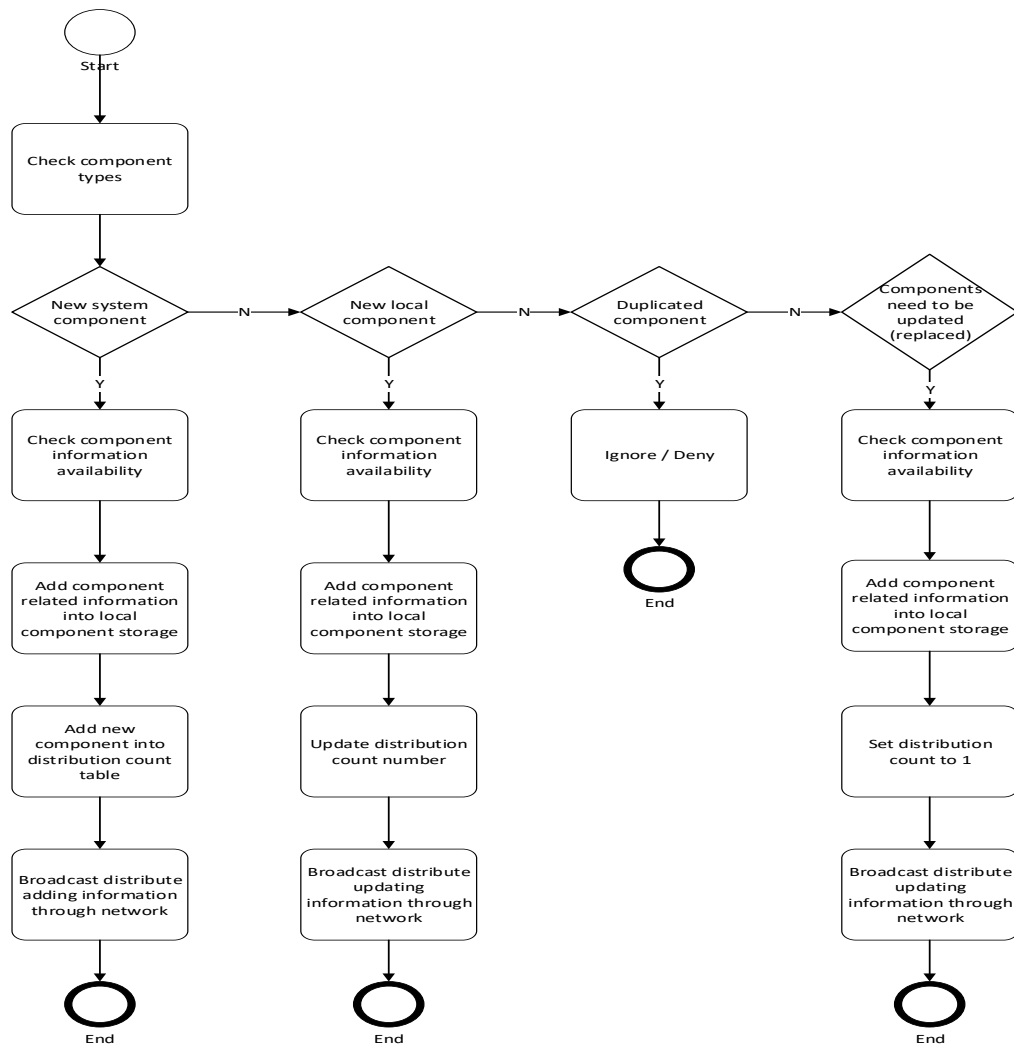 Start
Check component
types
New system
component
N
New local
component
N
Duplicated
component
N
Components
need to be
updated
(replaced)
Y
Y
Y
Y
Check component
information
availability
Check component
information
availability
Ignore / Deny
Check component
information
availability
Add component
related information
into local
component storage
Add component
related information
into local
component storage
End
Add component
related information
into local
component storage
Add new
component into
distribution count
table
Update distribution
count number
Set distribution
count to 1
Broadcast distribute
adding information
through network
Broadcast distribute
updating
information through
network
Broadcast distribute
updating
information through
network
End
End
End